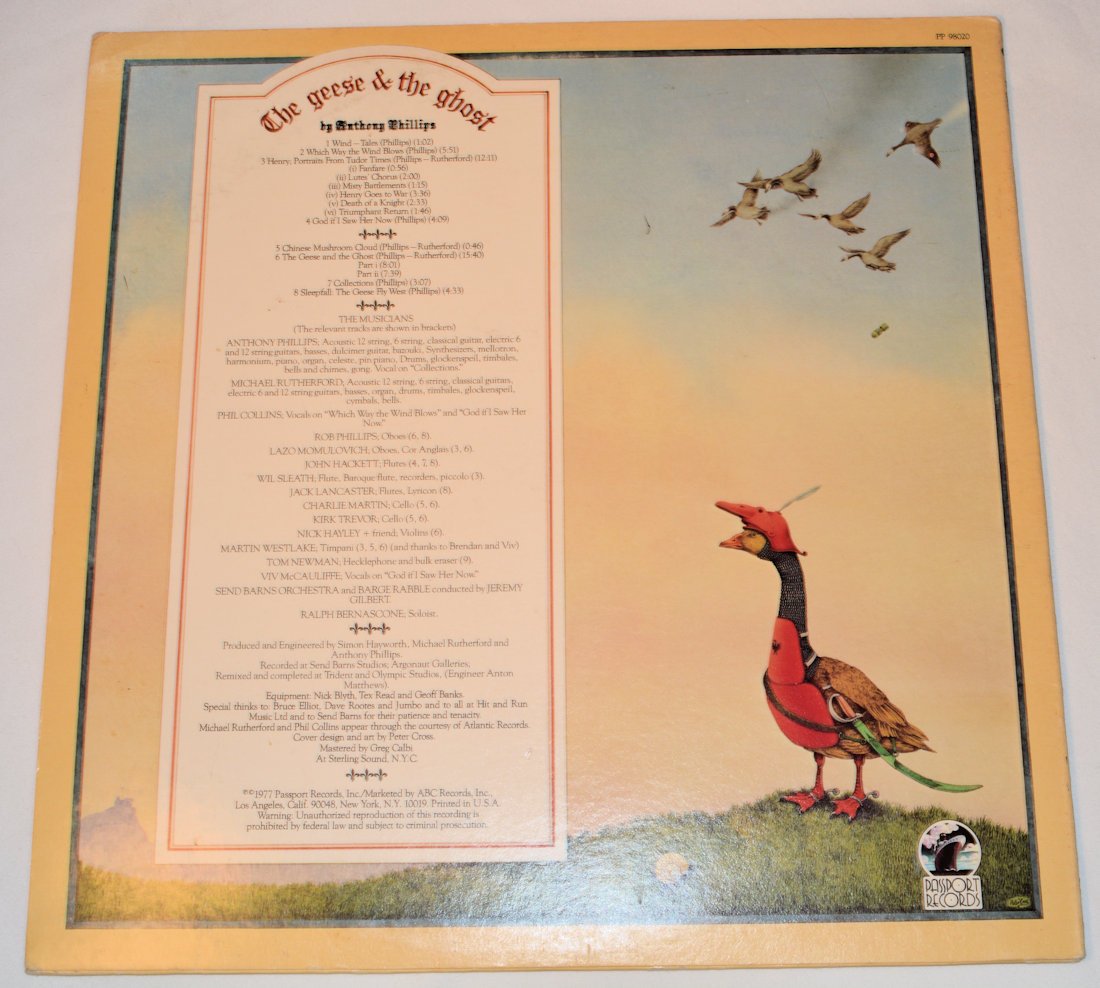 PP 98020
The geese & the ghost
by Anthony Phillips
1 Wind – Tales (Phillips) (1:02)
2 Which Way the Wind Blows (Phillips) (5:51)
3 Henry; Portraits From Tudor Times (Phillips – Rutherford) (12:11)
(i) Fanfare (0:56)
(ii) Lutes' Chorus (2:00)
(iii) Misty Battlements (1:15)
(iv) Henry Goes to War (3:36)
(v) Death of a Knight (2:33)
(vi) Triumphant Return (1:46)
4 God if I Saw Her Now (Phillips) (4:09)
5 Chinese Mushroom Cloud (Phillips – Rutherford) (0:46)
6 The Geese and the Ghost (Phillips – Rutherford) (15:40)
Part i (8:01)
Part ii (7:39)
7 Collections (Phillips) (3:07)
8 Sleepfall: The Geese Fly West (Phillips) (4:33)
THE MUSICIANS
(The relevant tracks are shown in brackets)
ANTHONY PHILLIPS; Acoustic 12 string, 6 string, classical guitar, electric 6
and 12 string guitars, basses, dulcimer guitar, bazouki. Synthesizers, mellotron,
harmonium, piano, organ, celeste, pin piano, Drums, glockenspeil, timbales,
bells and chimes, gong. Vocal on "Collections."
MICHAEL RUTHERFORD; Acoustic 12 string, 6 string, classical guitars,
electric 6 and 12 string guitars, basses, organ, drums, timbales, glockenspeil,
cymbals, bells.
PHIL COLLINS; Vocals on "Which Way the Wind Blows" and "God if I Saw Her
Now."
ROB PHILLIPS; Oboes (6, 8).
LAZO MOMULOVICH; Oboes, Cor Anglais (3, 6).
JOHN HACKETT; Flutes (4, 7, 8).
WIL SLEATH; Flute, Baroque flute, recorders, piccolo (3).
JACK LANCASTER; Flutes, Lyricon (8).
CHARLIE MARTIN; Cello (5, 6).
KIRK TREVOR; Cello (5, 6).
NICK HAYLEY + friend; Violins (6).
MARTIN WESTLAKE; Timpani (3, 5, 6) (and thanks to Brendan and Viv)
TOM NEWMAN; Hecklephone and bulk eraser (9).
VIV McCAULIFFE; Vocals on "God if I Saw Her Now."
SEND BARNS ORCHESTRA and BARGE RABBLE conducted by JEREMY
GILBERT.
RALPH BERNASCONE; Soloist.
Produced and Engineered by Simon Hayworth, Michael Rutherford and
Anthony Phillips.
Recorded at Send Barns Studios; Argonaut Galleries,
Remixed and completed at Trident and Olympic Studios, (Engineer Anton
Matthews).
Equipment: Nick Blyth, Tex Read and Geoff Banks.
Special thinks to: Bruce Elliot, Dave Rootes and Jumbo and to all at Hit and Run
Music Ltd and to Send Barns for their patience and tenacity.
Michael Rutherford and Phil Collins appear through the courtesy of Atlantic Records.
Cover design and art by Peter Cross.
Mastered by Greg Calbi
At Sterling Sound, N.Y.C.
℗©1977 Passport Records, Inc./Marketed by ABC Records, Inc.,
Los Angeles, Calif. 90048, New York, N.Y. 10019. Printed in U.S.A.
Warning: Unauthorized reproduction of this recording is
prohibited by federal law and subject to criminal prosecution.
PASSPORT
RECORDS